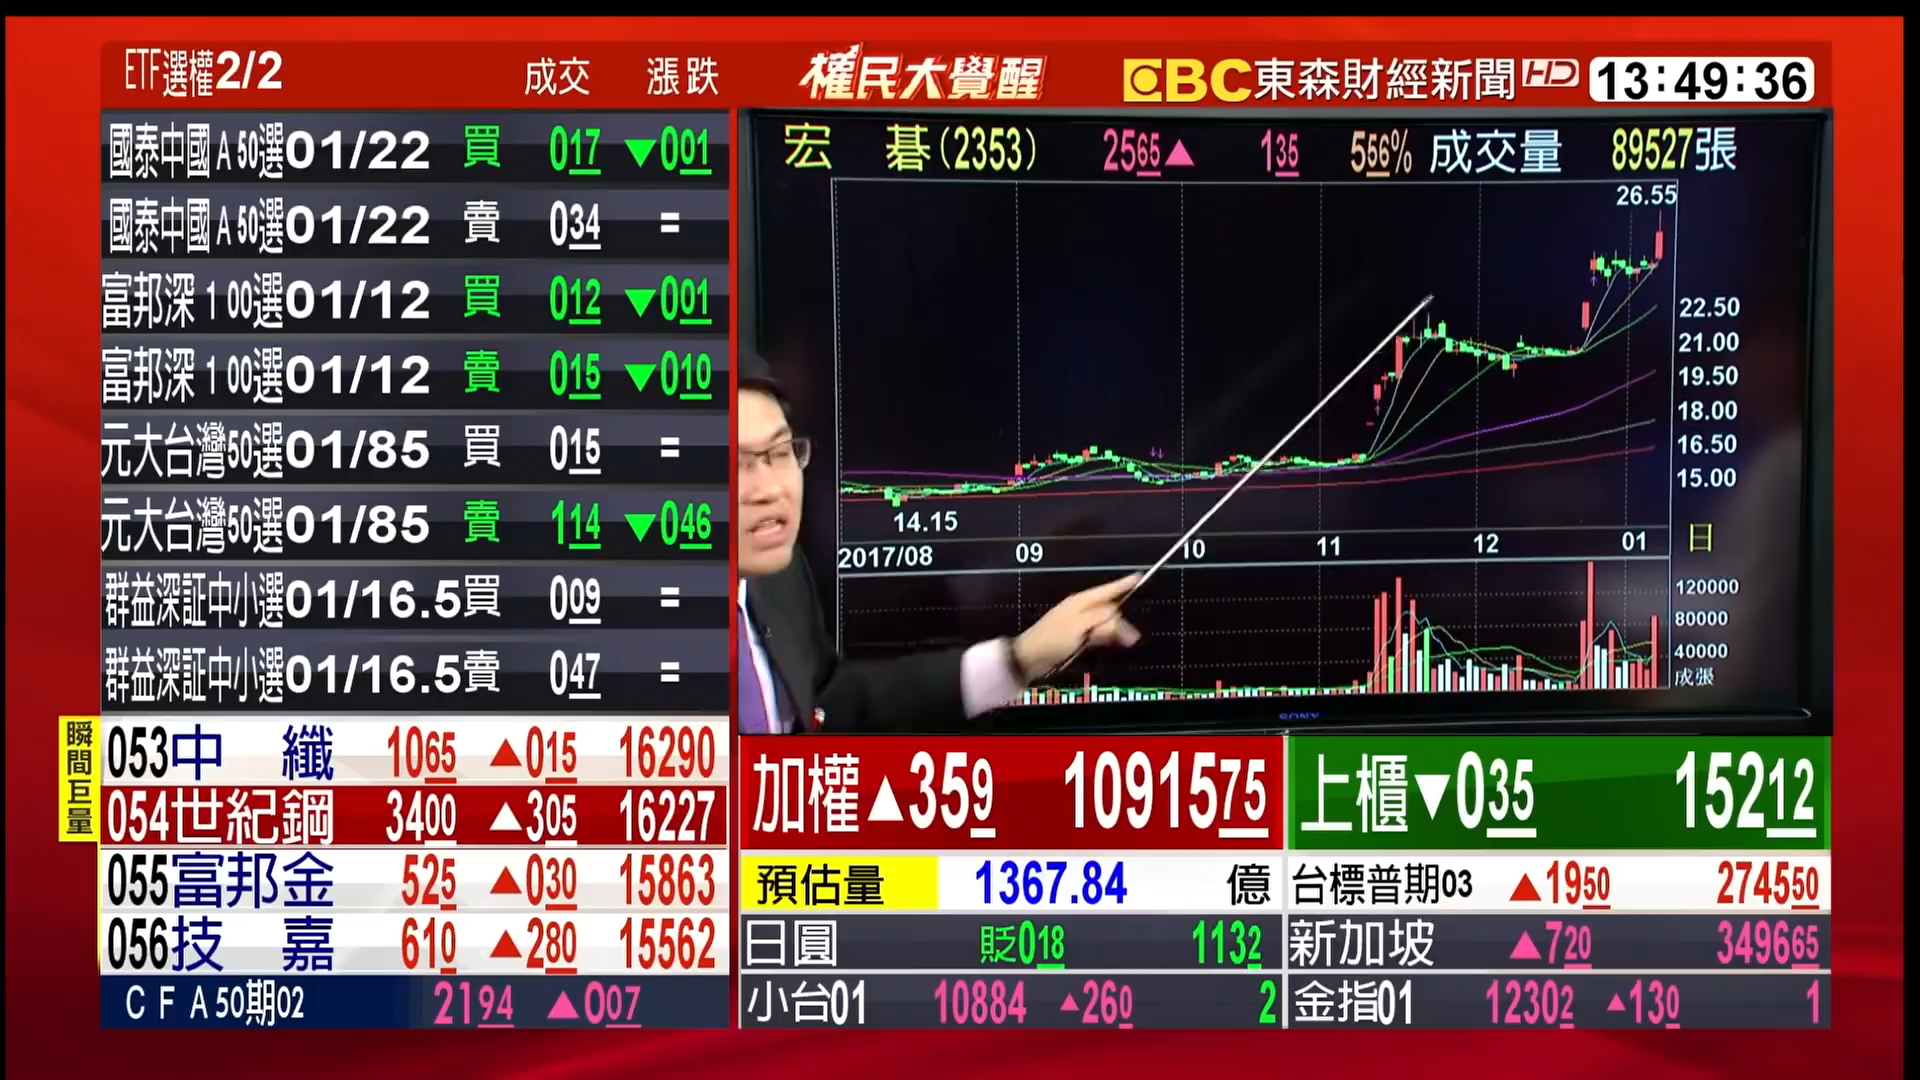 ETF選權2/2 成交 漲跌
權民大覺醒
EBC東森財經新聞HD 13:49:36
國泰中國A50選01/22 買 017 ▼001
國泰中國A50選01/22 賣 034 =
富邦深100選01/12 買 012 ▼001
富邦深100選01/12 賣 015 ▼010
元大台灣50選01/85 買 015 =
元大台灣50選01/85 賣 114 ▼046
群益深証中小選01/16.5買 009 =
群益深証中小選01/16.5賣 047 =
瞬間巨量
053中纖 1065 ▲015 16290
054世紀鋼 3400 ▲305 16227
055富邦金 525 ▲030 15863
056技嘉 610 ▲280 15562
CFA50期02 2194 ▲007
宏碁(2353) 2565▲ 135 556% 成交量 89527張
26.55
22.50
21.00
19.50
18.00
16.50
15.00
14.15
2017/08 09 10 11 12 01 日
120000
80000
40000
成張
SONY
加權▲359 1091575
上櫃▼035 15212
預估量 1367.84 億
台標普期03 ▲1950 274550
日圓 貶018 1132
新加坡 ▲720 349665
小台01 10884 ▲260 2
金指01 12302 ▲130 1